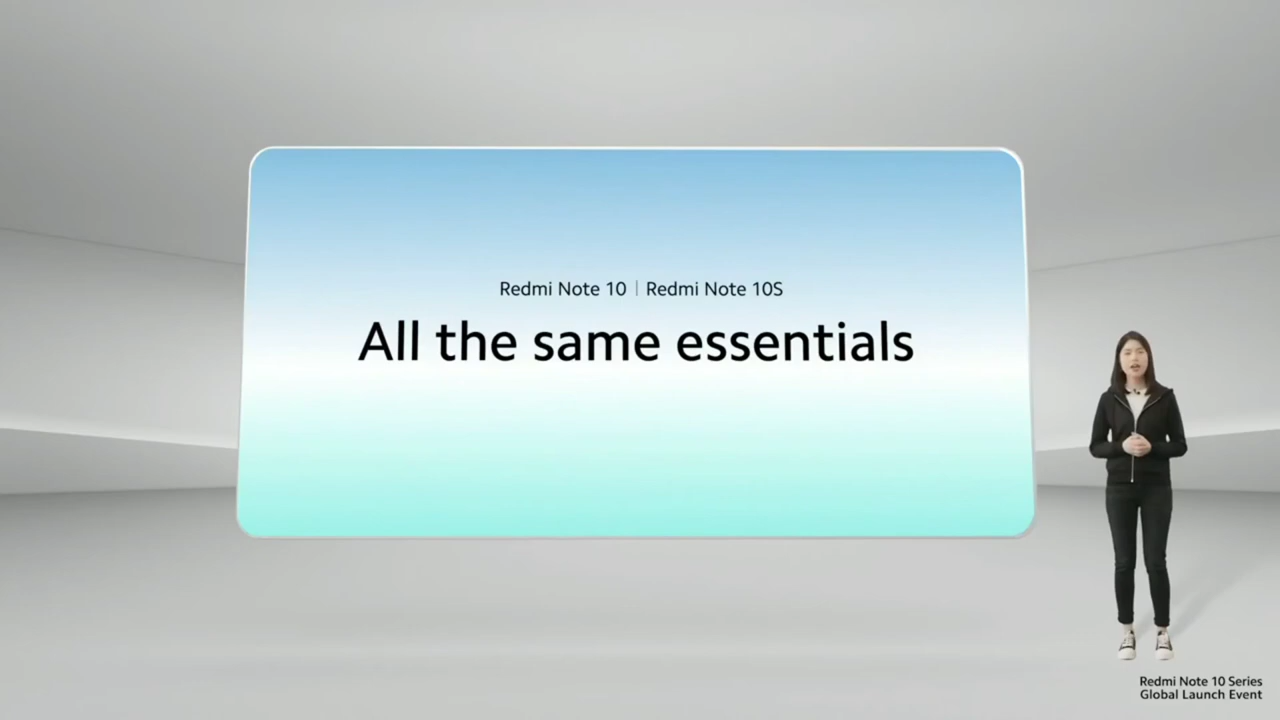 Redmi Note 10 | Redmi Note 10S
All the same essentials
Redmi Note 10 Series
Global Launch Event